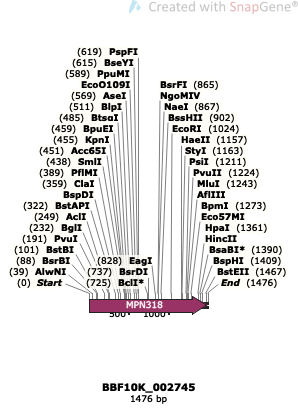 Created with SnapGene®
(619) PspFI
(615) BseYI
(589) PpuMI
EcoO109I
(569) AseI
(511) BlpI
(485) BtsαI
(459) BpuEI
(455) KpnI
(451) Acc65I
(438) SmlI
(389) PflMI
(359) ClaI
BspDI
(322) BstAPI
(249) AclI
(232) BglI
(191) PvuI
(101) BstBI
(88) BsrBI
(39) AlwNI
(0) Start
(828) EagI
(737) BsrDI
(725) BclI*
BsrFI (865)
NgoMIV
NaeI (867)
BssHII (902)
EcoRI (1024)
HaeII (1157)
StyI (1163)
PsiI (1211)
PvuII (1224)
MluI (1243)
AflIII
BpmI (1273)
Eco57MI
HpaI (1361)
HincII
BsaBI* (1390)
BspHI (1409)
BstEII (1467)
End (1476)
MPN318
500
1000
BBF10K_002745
1476 bp